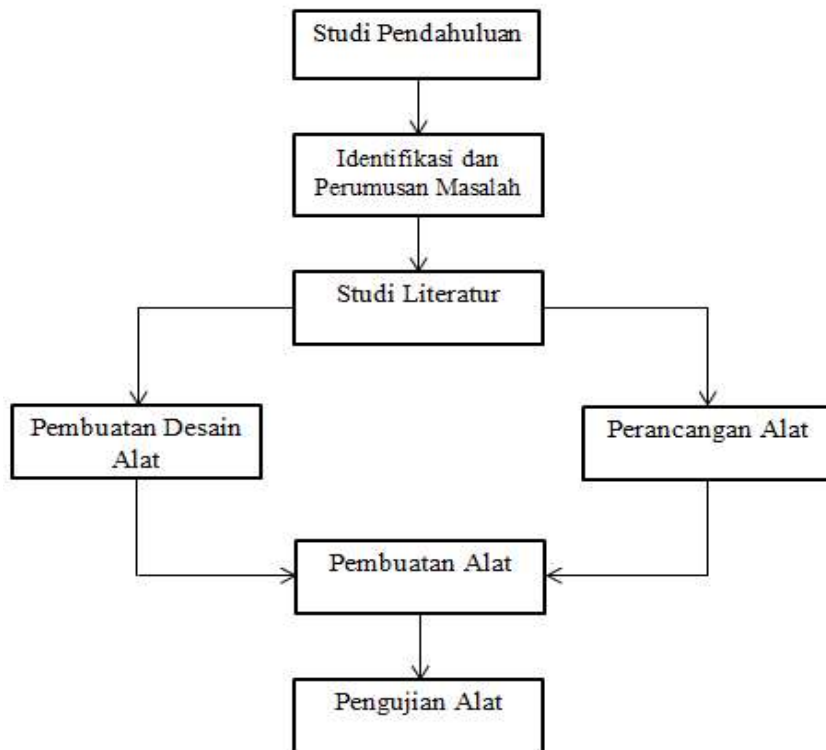 Studi Pendahuluan
Identifikasi dan
Perumusan Masalah
Studi Literatur
Pembuatan Desain
Alat
Perancangan Alat
Pembuatan Alat
Pengujian Alat